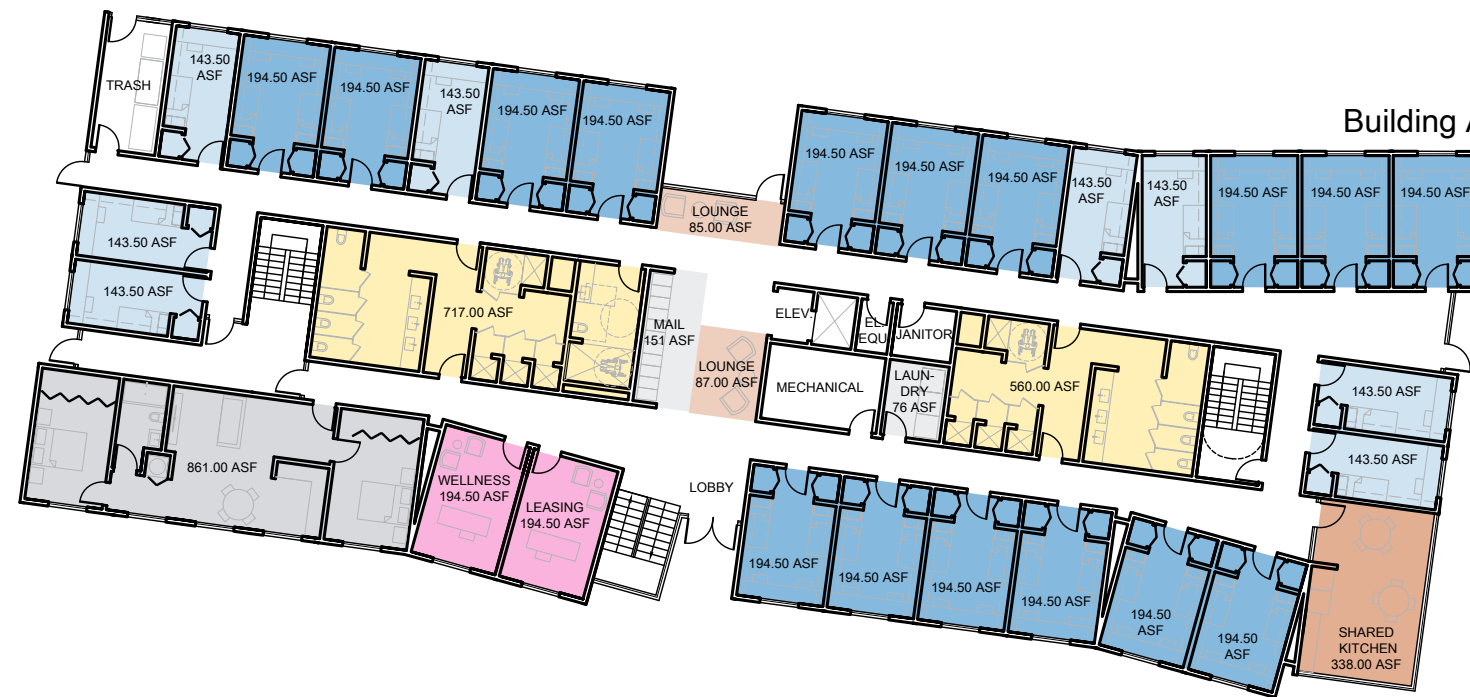 143.50
ASF
194.50 ASF
194.50 ASF
143.50
ASF
194.50 ASF
194.50 ASF
TRASH
Building A
194.50 ASF
194.50 ASF
194.50 ASF
143.50
ASF
143.50
ASF
194.50 ASF
194.50 ASF
194.50 ASF
LOUNGE
85.00 ASF
143.50 ASF
143.50 ASF
717.00 ASF
MAIL
151 ASF
LOUNGE
87.00 ASF
ELEV.
EL.
EQU
JANITOR
MECHANICAL
LAUN-
DRY
76 ASF
560.00 ASF
143.50 ASF
143.50 ASF
861.00 ASF
WELLNESS
194.50 ASF
LEASING
194.50 ASF
LOBBY
194.50 ASF
194.50 ASF
194.50 ASF
194.50 ASF
194.50
ASF
194.50
ASF
SHARED
KITCHEN
338.00 ASF